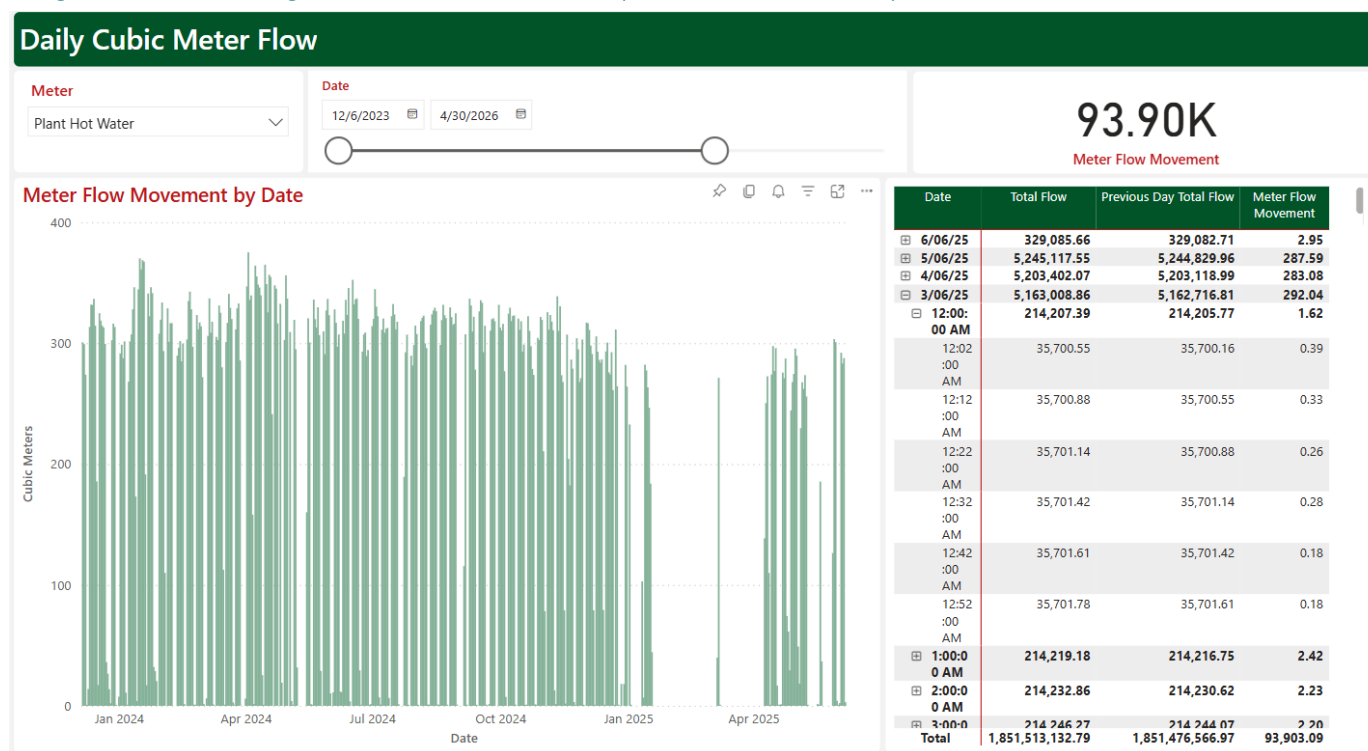 Daily Cubic Meter Flow
Meter
Plant Hot Water
Date
12/6/2023
4/30/2026
93.90K
Meter Flow Movement
Meter Flow Movement by Date
400
300
200
100
0
Cubic Meters
Jan 2024 Apr 2024 Jul 2024 Oct 2024 Jan 2025 Apr 2025
Date
Date Total Flow Previous Day Total Flow Meter Flow
Movement
6/06/25 329,085.66 329,082.71 2.95
5/06/25 5,245,117.55 5,244,829.96 287.59
4/06/25 5,203,402.07 5,203,118.99 283.08
3/06/25 5,163,008.86 5,162,716.81 292.04
12:00: 214,207.39 214,205.77 1.62
00 AM
12:02 35,700.55 35,700.16 0.39
:00
AM
12:12 35,700.88 35,700.55 0.33
:00
AM
12:22 35,701.14 35,700.88 0.26
:00
AM
12:32 35,701.42 35,701.14 0.28
:00
AM
12:42 35,701.61 35,701.42 0.18
:00
AM
12:52 35,701.78 35,701.61 0.18
:00
AM
1:00:0 214,219.18 214,216.75 2.42
0 AM
2:00:0 214,232.86 214,230.62 2.23
0 AM
3:00:0 214,246.27 214,244.07 2.20
Total 1,851,513,132.79 1,851,476,566.97 93,903.09